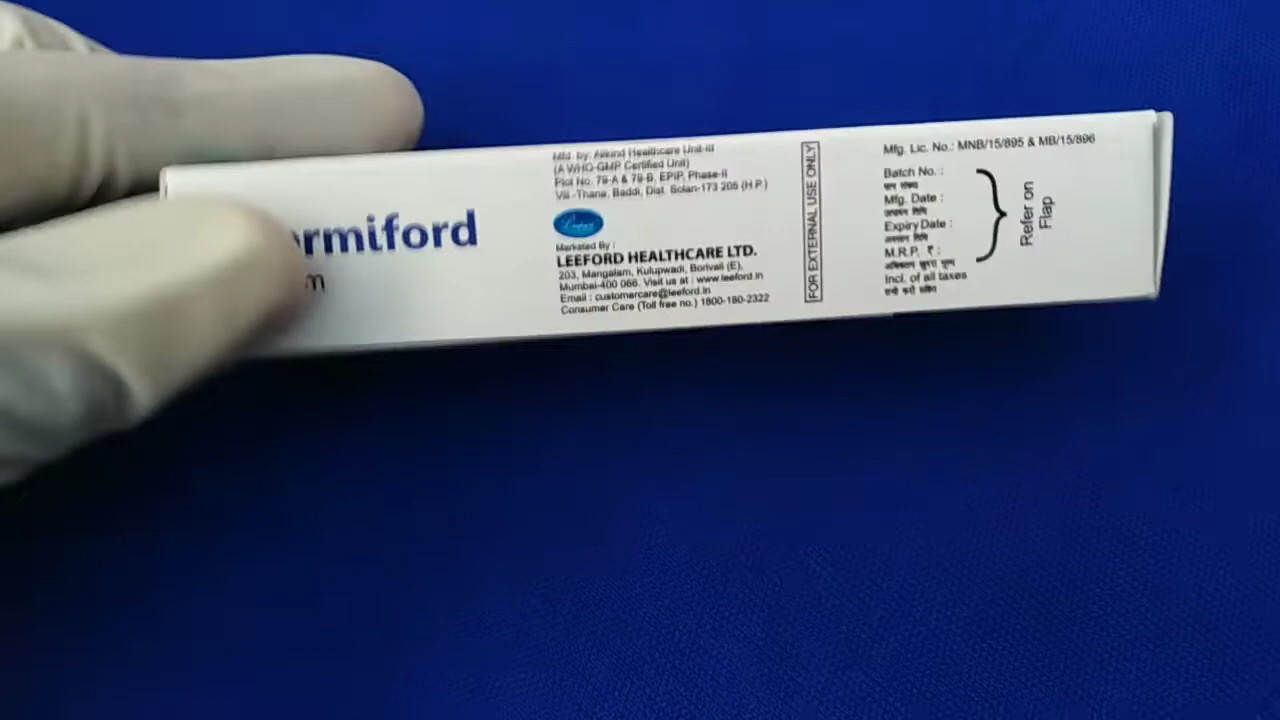 ermiford
m
Mfd. by: Alkind Healthcare Unit-III
(A WHO-GMP Certified Unit)
Plot No. 79-A & 79-B, EPIP, Phase-II
Vill.-Thana, Baddi, Dist. Solan-173 205 (H.P.)
Leeford
Marketed By :
LEEFORD HEALTHCARE LTD.
203, Mangalam, Kulupwadi, Borivali (E),
Mumbai-400 066. Visit us at : www.leeford.in
Email : customercare@leeford.in
Consumer Care (Toll free no.) 1800-180-2322
FOR EXTERNAL USE ONLY
Mfg. Lic. No.: MNB/15/895 & MB/15/896
Batch No. :
बैच संख्या
Mfg. Date :
उत्पादन तिथि
Expiry Date :
अवसान तिथि
M.R.P. ₹ :
अधिकतम खुदरा मूल्य
Incl. of all taxes
सभी करों सहित
Refer on
Flap